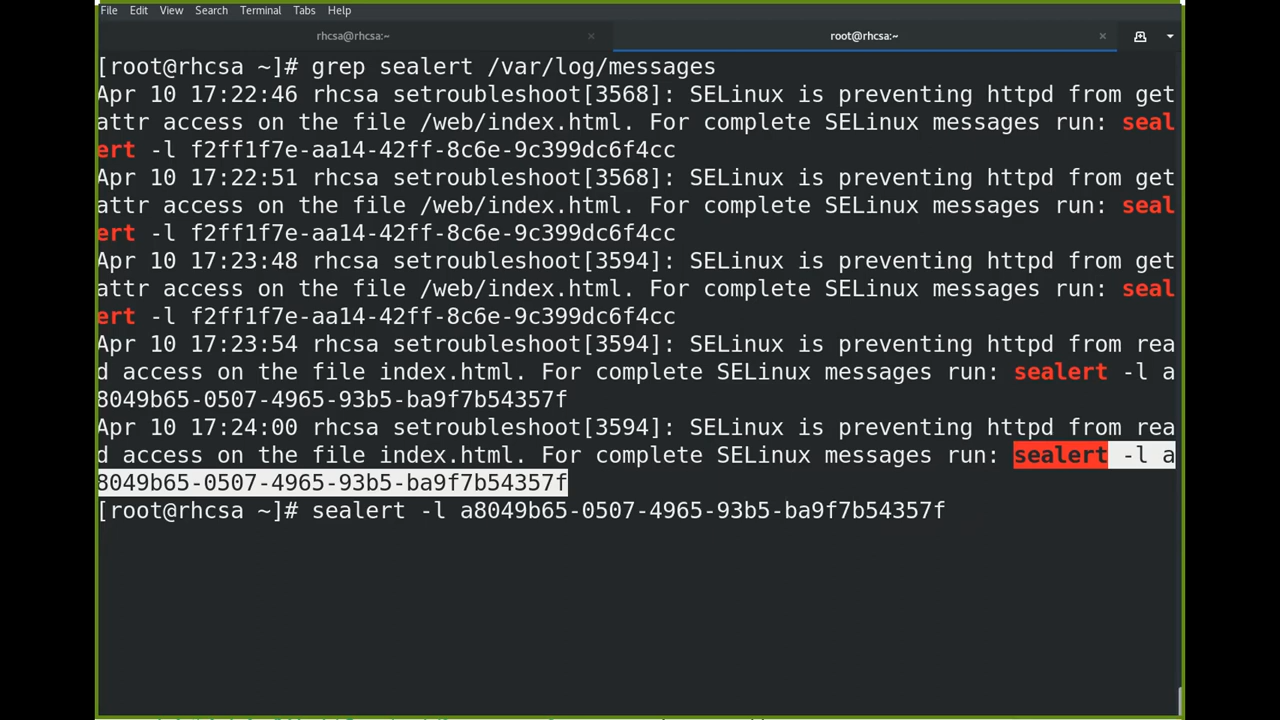 File Edit View Search Terminal Tabs Help
rhcsa@rhcsa:~ × root@rhcsa:~ ×
[root@rhcsa ~]# grep sealert /var/log/messages
Apr 10 17:22:46 rhcsa setroubleshoot[3568]: SELinux is preventing httpd from get
attr access on the file /web/index.html. For complete SELinux messages run: seal
ert -l f2ff1f7e-aa14-42ff-8c6e-9c399dc6f4cc
Apr 10 17:22:51 rhcsa setroubleshoot[3568]: SELinux is preventing httpd from get
attr access on the file /web/index.html. For complete SELinux messages run: seal
ert -l f2ff1f7e-aa14-42ff-8c6e-9c399dc6f4cc
Apr 10 17:23:48 rhcsa setroubleshoot[3594]: SELinux is preventing httpd from get
attr access on the file /web/index.html. For complete SELinux messages run: seal
ert -l f2ff1f7e-aa14-42ff-8c6e-9c399dc6f4cc
Apr 10 17:23:54 rhcsa setroubleshoot[3594]: SELinux is preventing httpd from rea
d access on the file index.html. For complete SELinux messages run: sealert -l a
8049b65-0507-4965-93b5-ba9f7b54357f
Apr 10 17:24:00 rhcsa setroubleshoot[3594]: SELinux is preventing httpd from rea
d access on the file index.html. For complete SELinux messages run: sealert -l a
8049b65-0507-4965-93b5-ba9f7b54357f
[root@rhcsa ~]# sealert -l a8049b65-0507-4965-93b5-ba9f7b54357f